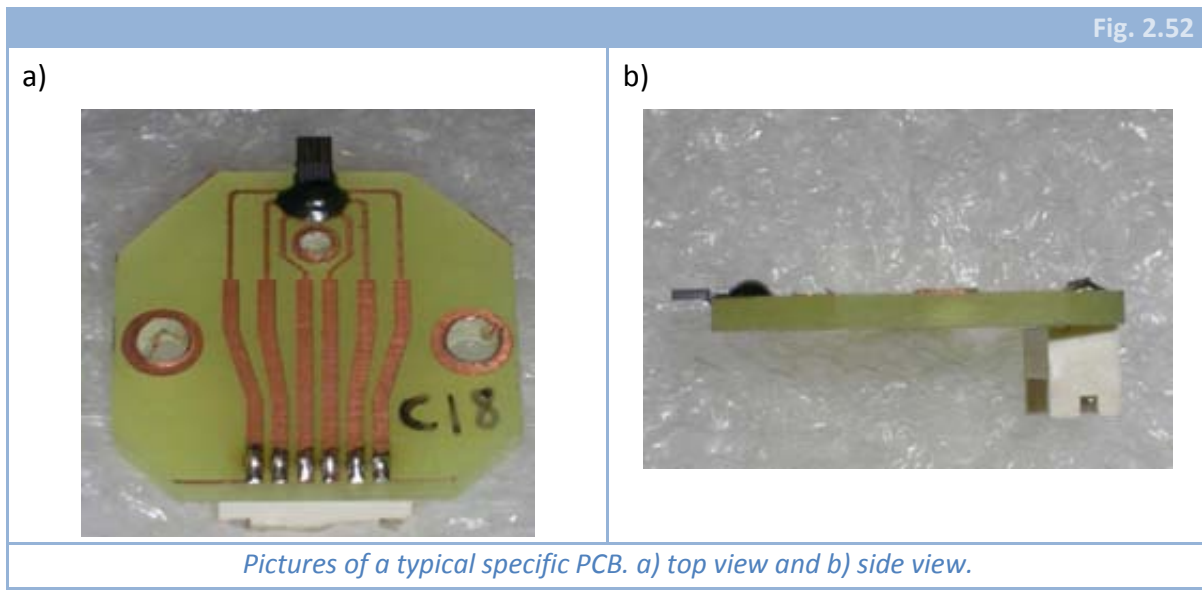 Fig. 2.52
a)
b)
C18
Pictures of a typical specific PCB. a) top view and b) side view.